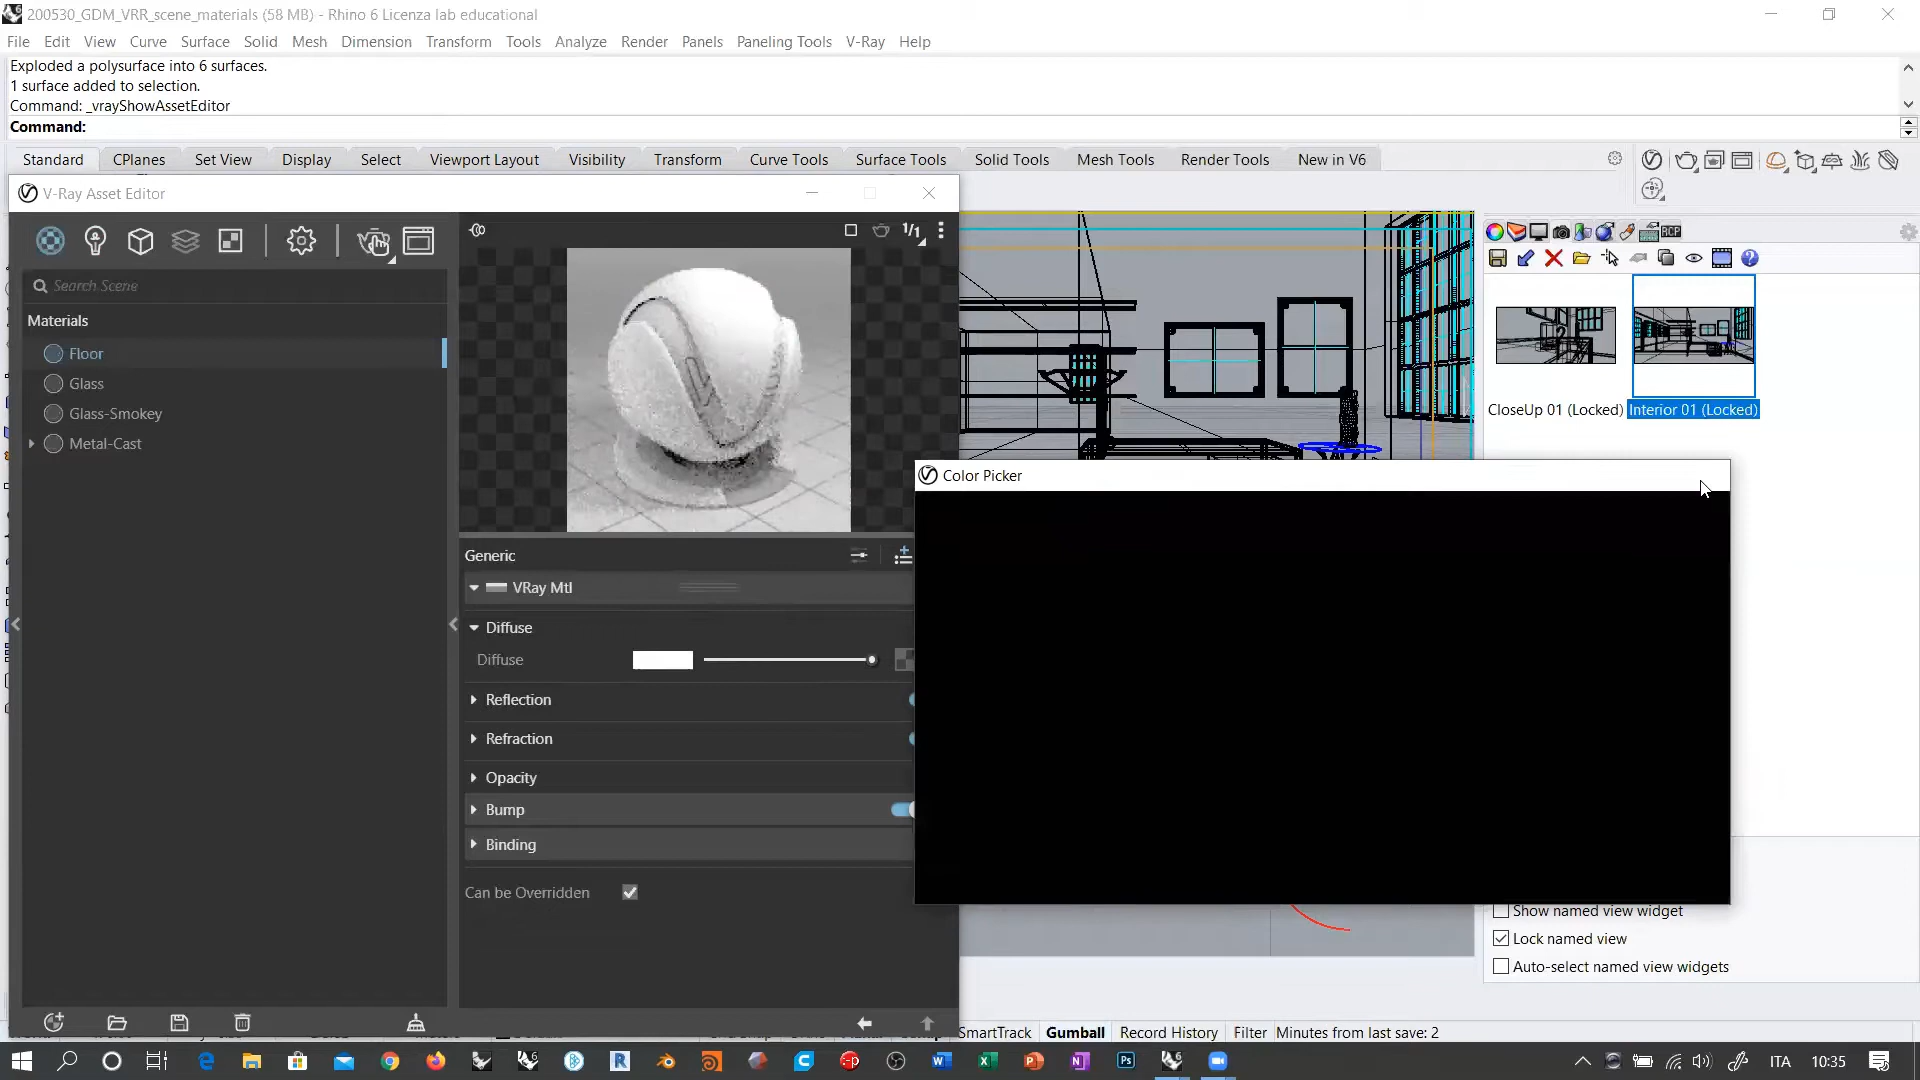 200530_GDM_VRR_scene_materials (58 MB) - Rhino 6 Licenza lab educational
File Edit View Curve Surface Solid Mesh Dimension Transform Tools Analyze Render Panels Paneling Tools V-Ray Help
Exploded a polysurface into 6 surfaces.
1 surface added to selection.
Command: _vrayShowAssetEditor
Command:
Standard CPlanes Set View Display Select Viewport Layout Visibility Transform Curve Tools Surface Tools Solid Tools Mesh Tools Render Tools New in V6
V-Ray Asset Editor
1/1
RCP
Search Scene
Materials
Floor
Glass
Glass-Smokey
Metal-Cast
CloseUp 01 (Locked) Interior 01 (Locked)
Color Picker
Generic
VRay Mtl
Diffuse
Diffuse
Reflection
Refraction
Opacity
Bump
Binding
Can be Overridden
Show named view widget
Lock named view
Auto-select named view widgets
SmartTrack Gumball Record History Filter Minutes from last save: 2
ITA 10:35